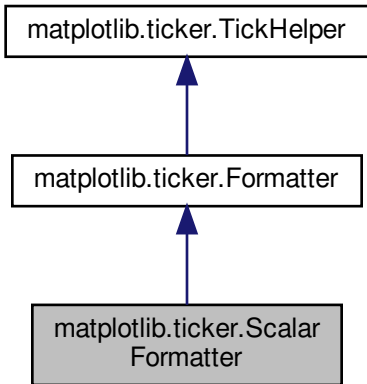 matplotlib.ticker.TickHelper
matplotlib.ticker.Formatter
matplotlib.ticker.Scalar
Formatter